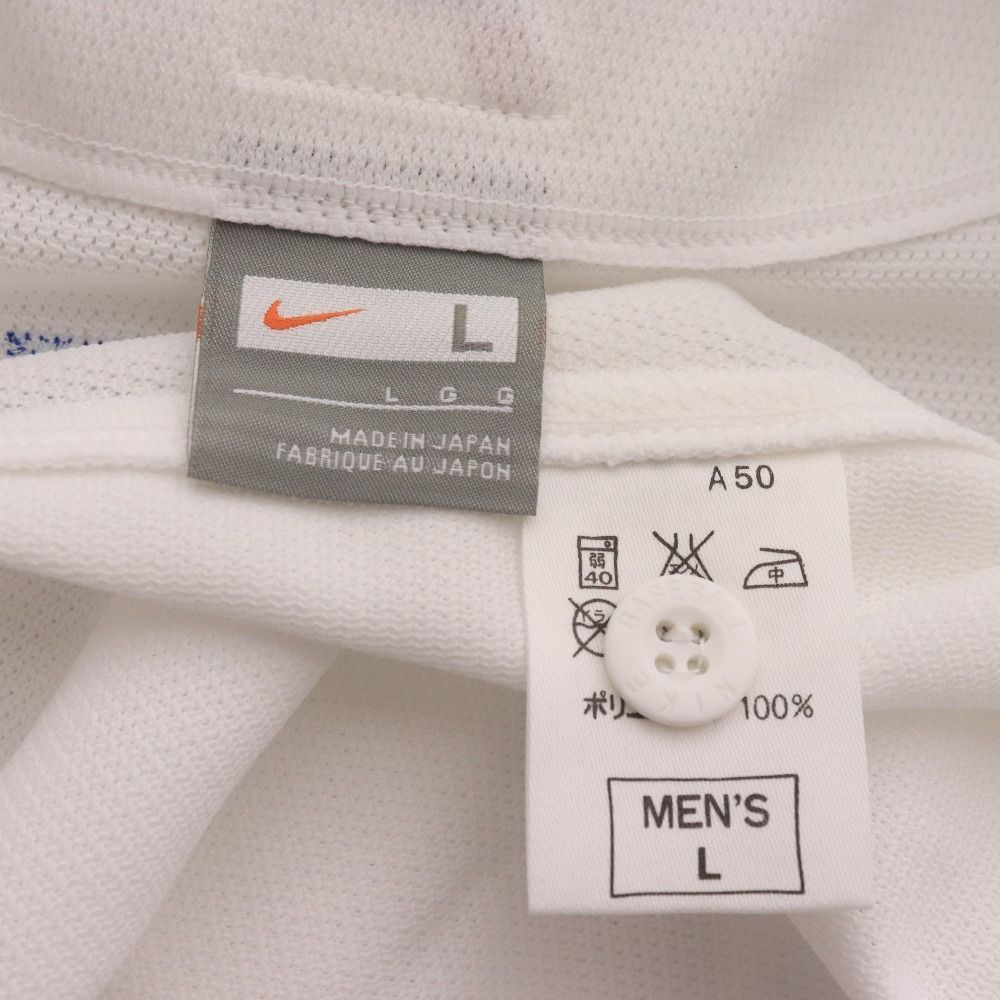 L
L G G
MADE IN JAPAN
FABRIQUE AU JAPON
A50
弱
40
中
100%
MEN'S
L